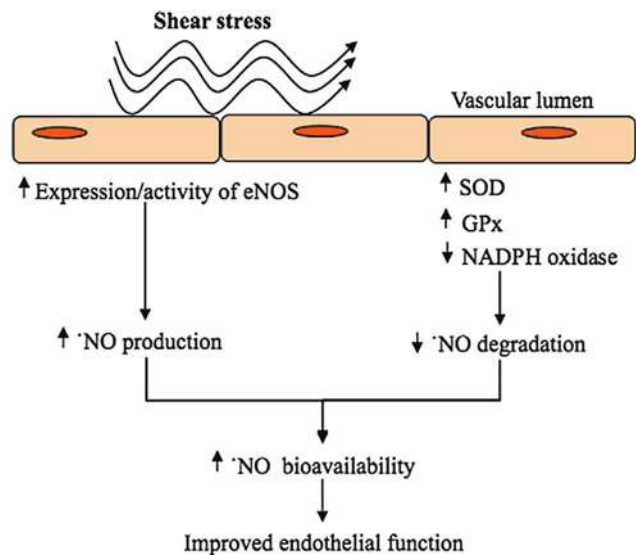 Shear stress
Vascular lumen
↑ Expression/activity of eNOS
↑ SOD
↑ GPx
↓ NADPH oxidase
↑ ˙NO production
↓ ˙NO degradation
↑ ˙NO bioavailability
Improved endothelial function